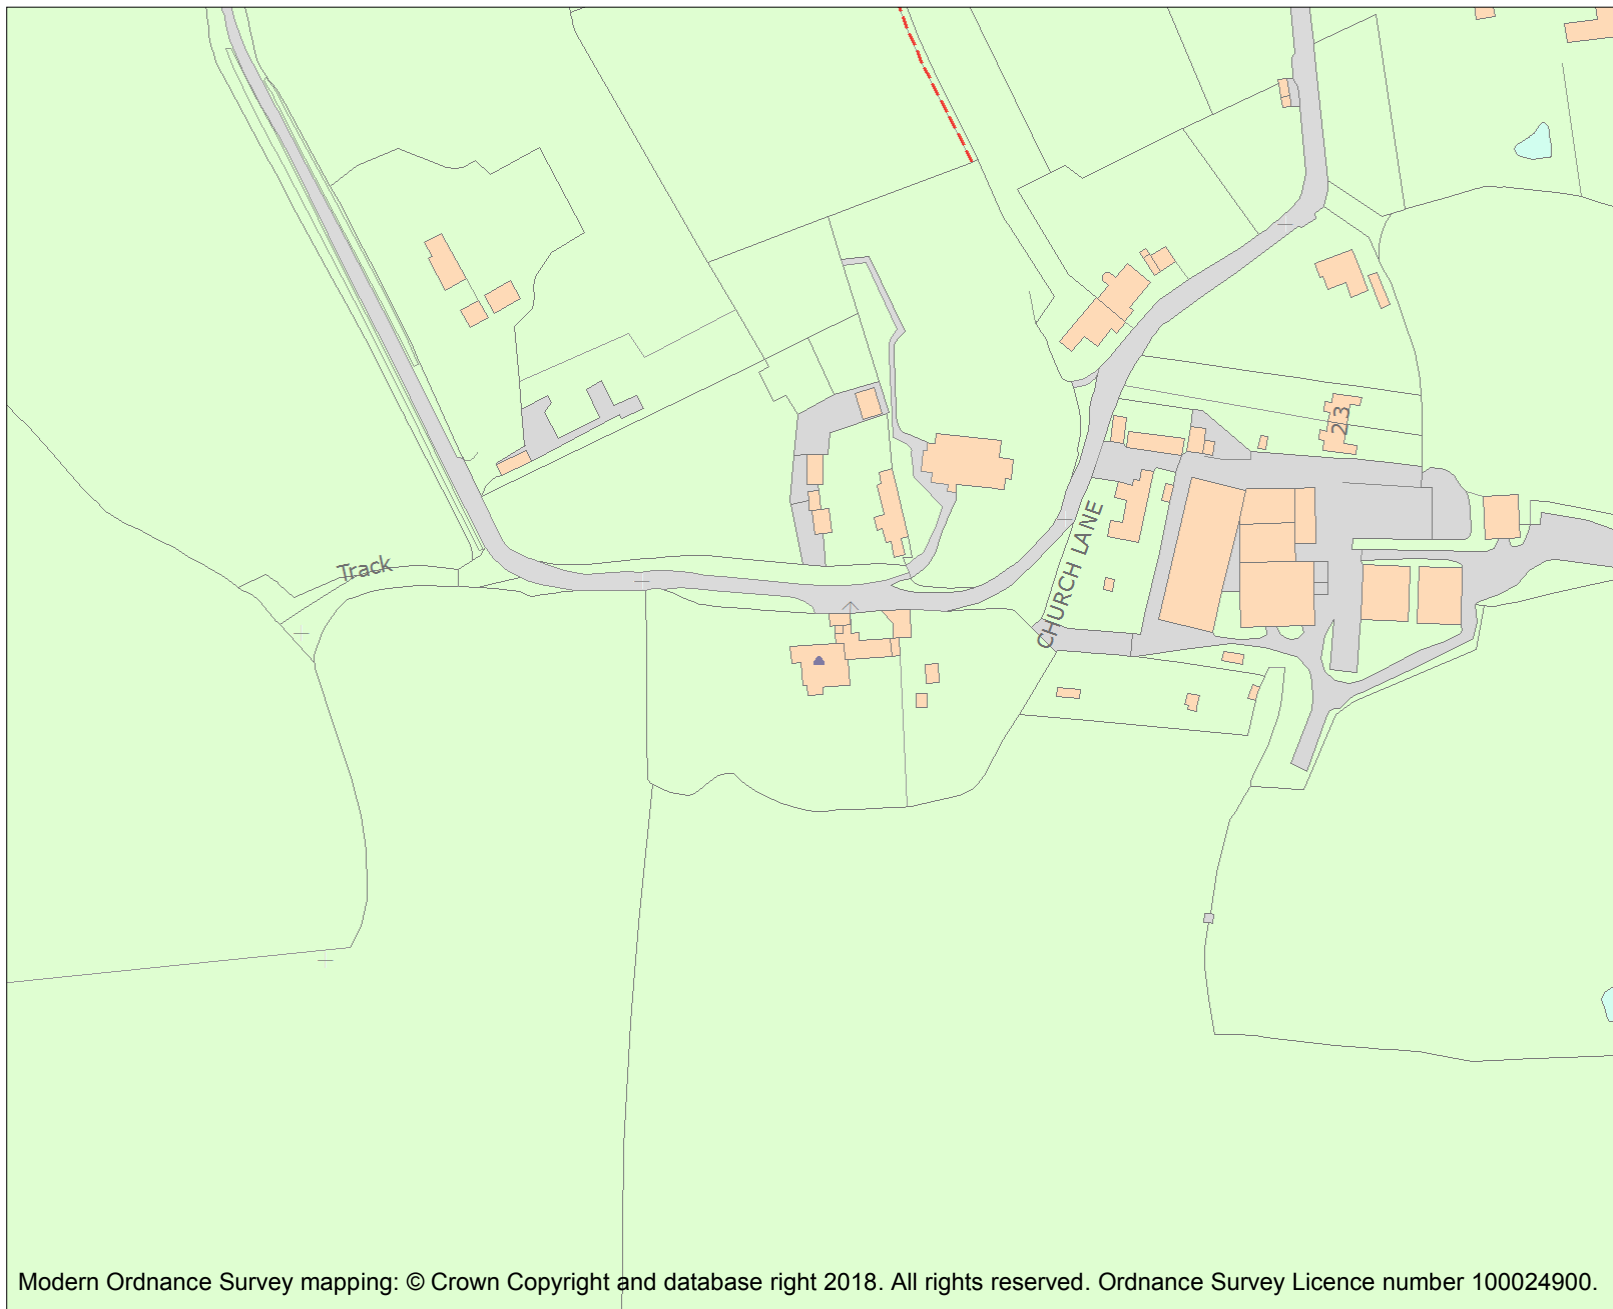 23
CHURCH LANE
Track
Modern Ordnance Survey mapping: © Crown Copyright and database right 2018. All rights reserved. Ordnance Survey Licence number 100024900.